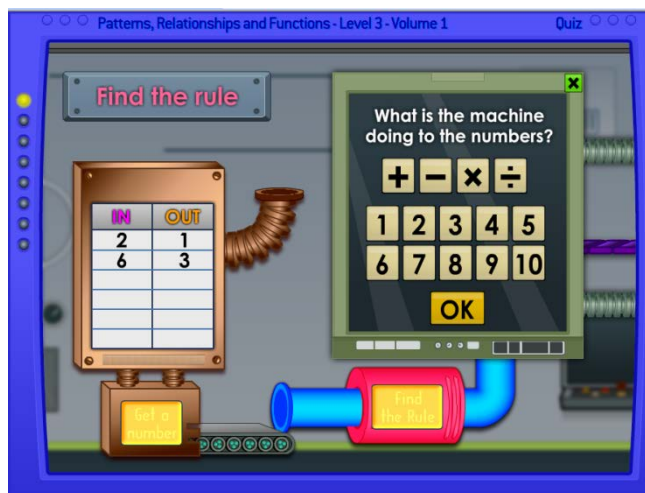 Patterns, Relationships and Functions - Level 3 - Volume 1
Quiz
Find the rule
What is the machine
doing to the numbers?
+ − × ÷
1 2 3 4 5
6 7 8 9 10
OK
IN OUT
2 1
6 3
Get a
number
Find
the Rule